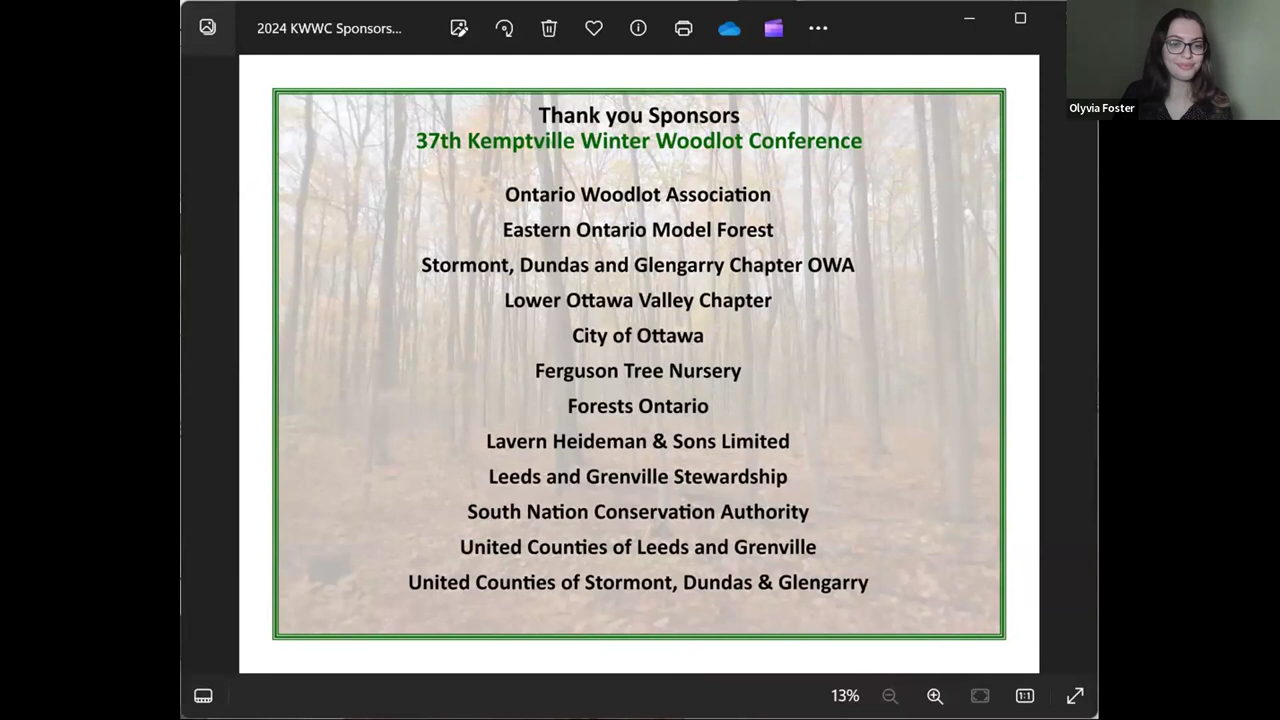 2024 KWWC Sponsors...
Olyvia Foster
Thank you Sponsors
37th Kemptville Winter Woodlot Conference
Ontario Woodlot Association
Eastern Ontario Model Forest
Stormont, Dundas and Glengarry Chapter OWA
Lower Ottawa Valley Chapter
City of Ottawa
Ferguson Tree Nursery
Forests Ontario
Lavern Heideman & Sons Limited
Leeds and Grenville Stewardship
South Nation Conservation Authority
United Counties of Leeds and Grenville
United Counties of Stormont, Dundas & Glengarry
13%
1:1